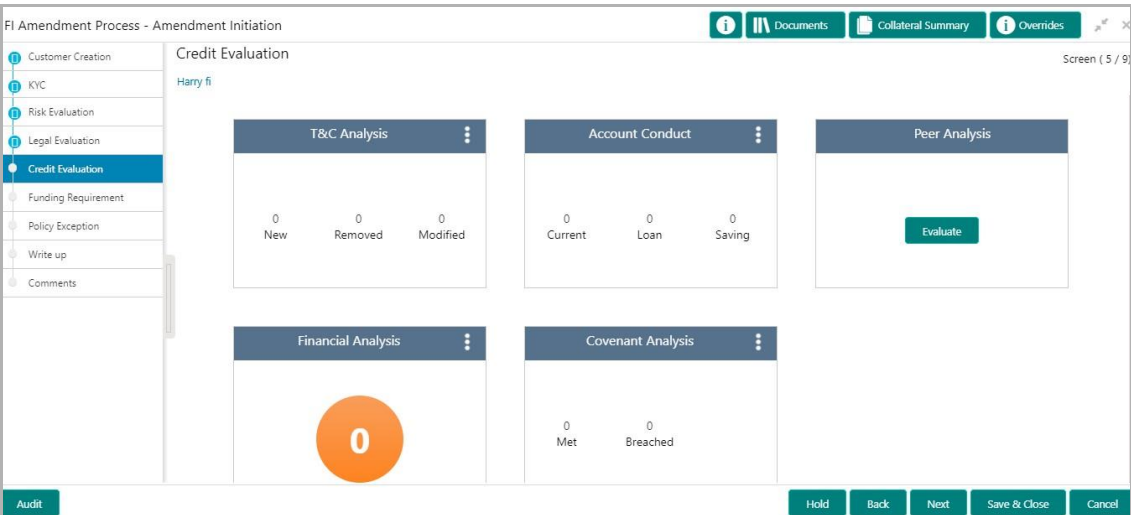 FI Amendment Process - Amendment Initiation
Documents
Collateral Summary
Overrides
Customer Creation
KYC
Risk Evaluation
Legal Evaluation
Credit Evaluation
Funding Requirement
Policy Exception
Write up
Comments
Credit Evaluation
Screen ( 5 / 9)
Harry fi
T&C Analysis
0 0 0
New Removed Modified
Account Conduct
0 0 0
Current Loan Saving
Peer Analysis
Evaluate
Financial Analysis
0
Covenant Analysis
0 0
Met Breached
Audit
Hold Back Next Save & Close Cancel